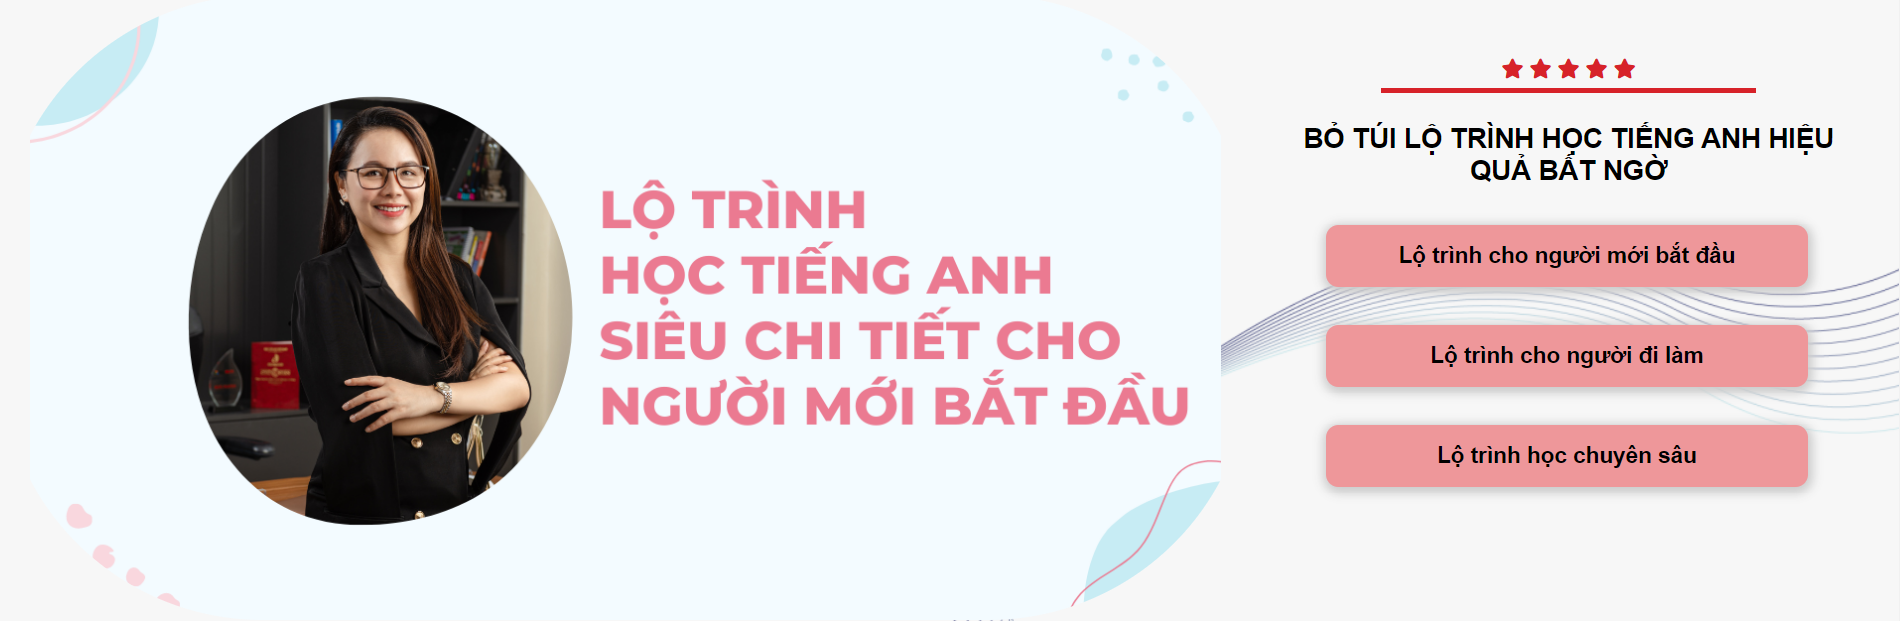 LỘ TRÌNH
HỌC TIẾNG ANH
SIÊU CHI TIẾT CHO
NGƯỜI MỚI BẮT ĐẦU
BỎ TÚI LỘ TRÌNH HỌC TIẾNG ANH HIỆU
QUẢ BẤT NGỜ
Lộ trình cho người mới bắt đầu
Lộ trình cho người đi làm
Lộ trình học chuyên sâu